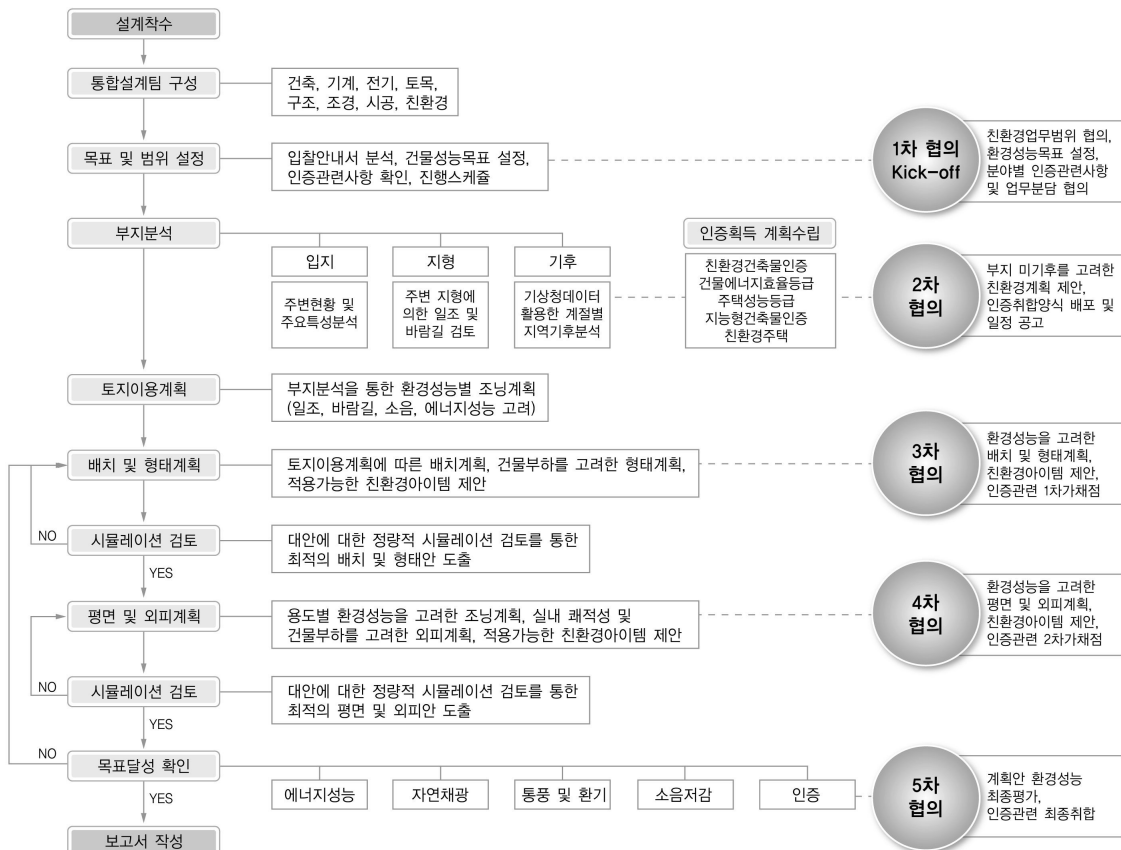 설계착수
통합설계팀 구성
건축, 기계, 전기, 토목,
구조, 조경, 시공, 친환경
목표 및 범위 설정
입찰안내서 분석, 건물성능목표 설정,
인증관련사항 확인, 진행스케쥴
1차 협의
Kick-off
친환경업무범위 협의,
환경성능목표 설정,
분야별 인증관련사항
및 업무분담 협의
부지분석
입지
주변현황 및
주요특성분석
지형
주변 지형에
의한 일조 및
바람길 검토
기후
기상청데이터
활용한 계절별
지역기후분석
인증획득 계획수립
친환경건축물인증
건물에너지효율등급
주택성능등급
지능형건축물인증
친환경주택
2차
협의
부지 미기후를 고려한
친환경계획 제안,
인증취합양식 배포 및
일정 공고
토지이용계획
부지분석을 통한 환경성능별 조닝계획
(일조, 바람길, 소음, 에너지성능 고려)
배치 및 형태계획
토지이용계획에 따른 배치계획, 건물부하를 고려한 형태계획,
적용가능한 친환경아이템 제안
3차
협의
환경성능을 고려한
배치 및 형태계획,
친환경아이템 제안,
인증관련 1차가채점
NO
시뮬레이션 검토
대안에 대한 정량적 시뮬레이션 검토를 통한
최적의 배치 및 형태안 도출
YES
평면 및 외피계획
용도별 환경성능을 고려한 조닝계획, 실내 쾌적성 및
건물부하를 고려한 외피계획, 적용가능한 친환경아이템 제안
4차
협의
환경성능을 고려한
평면 및 외피계획,
친환경아이템 제안,
인증관련 2차가채점
NO
시뮬레이션 검토
대안에 대한 정량적 시뮬레이션 검토를 통한
최적의 평면 및 외피안 도출
YES
NO
목표달성 확인
에너지성능
자연채광
통풍 및 환기
소음저감
인증
5차
협의
계획안 환경성능
최종평가,
인증관련 최종취합
YES
보고서 작성